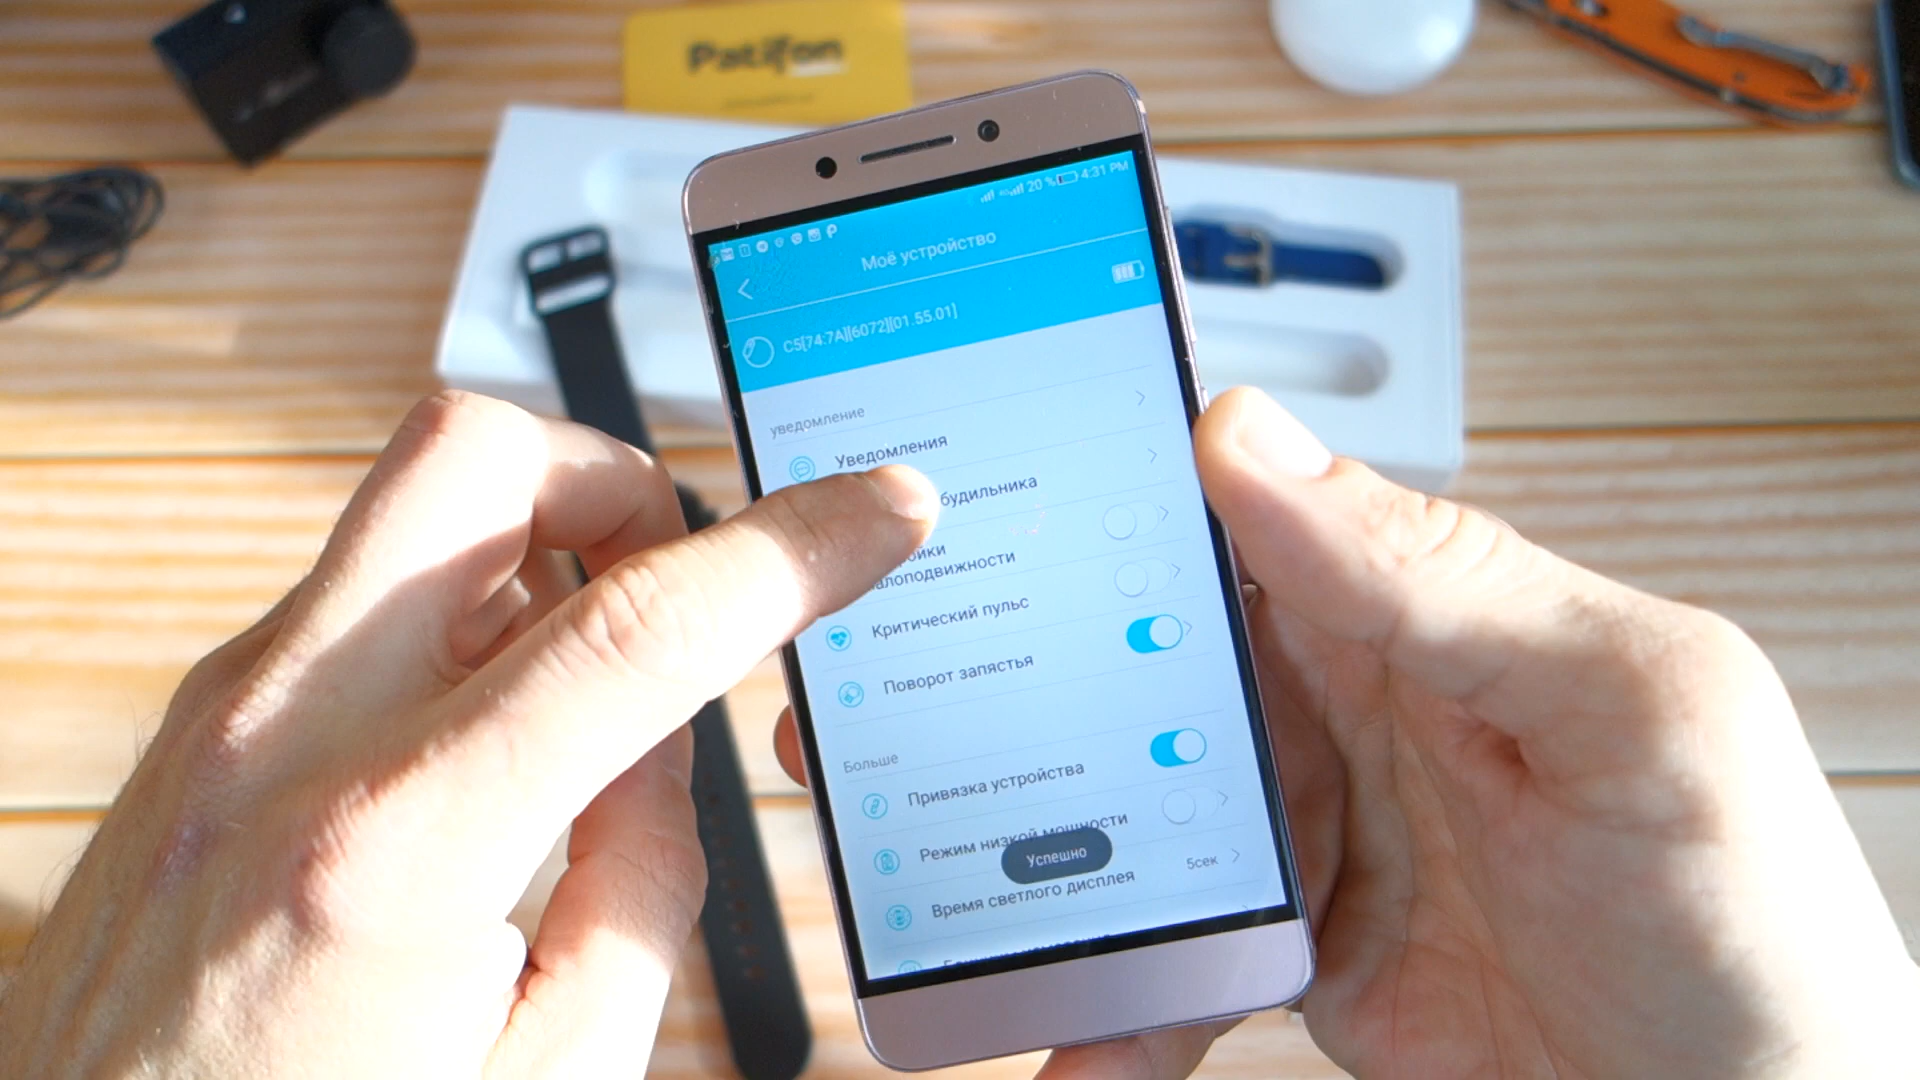 Patifon
20 % 4:31 PM
Моё устройство
C5[74:7A][6072][01.55.01]
уведомление
Уведомления
будильника
Критический пульс
Поворот запястья
Больше
Привязка устройства
Режим низкой мощности
Успешно
Время светлого дисплея 5сек